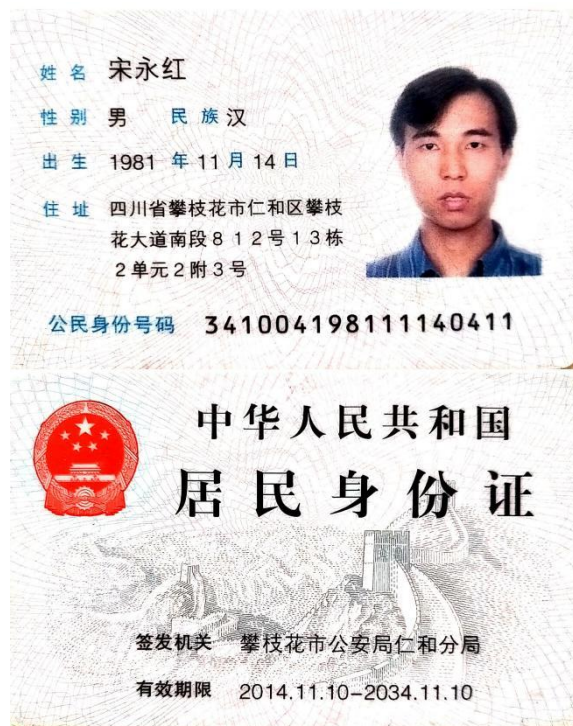 姓名 宋永红
性别 男 民族 汉
出生 1981 年 11 月 14 日
住址 四川省攀枝花市仁和区攀枝
花大道南段８１２号１３栋
２单元２附３号
公民身份号码 341004198111140411
中华人民共和国
居民身份证
签发机关 攀枝花市公安局仁和分局
有效期限 2014.11.10-2034.11.10